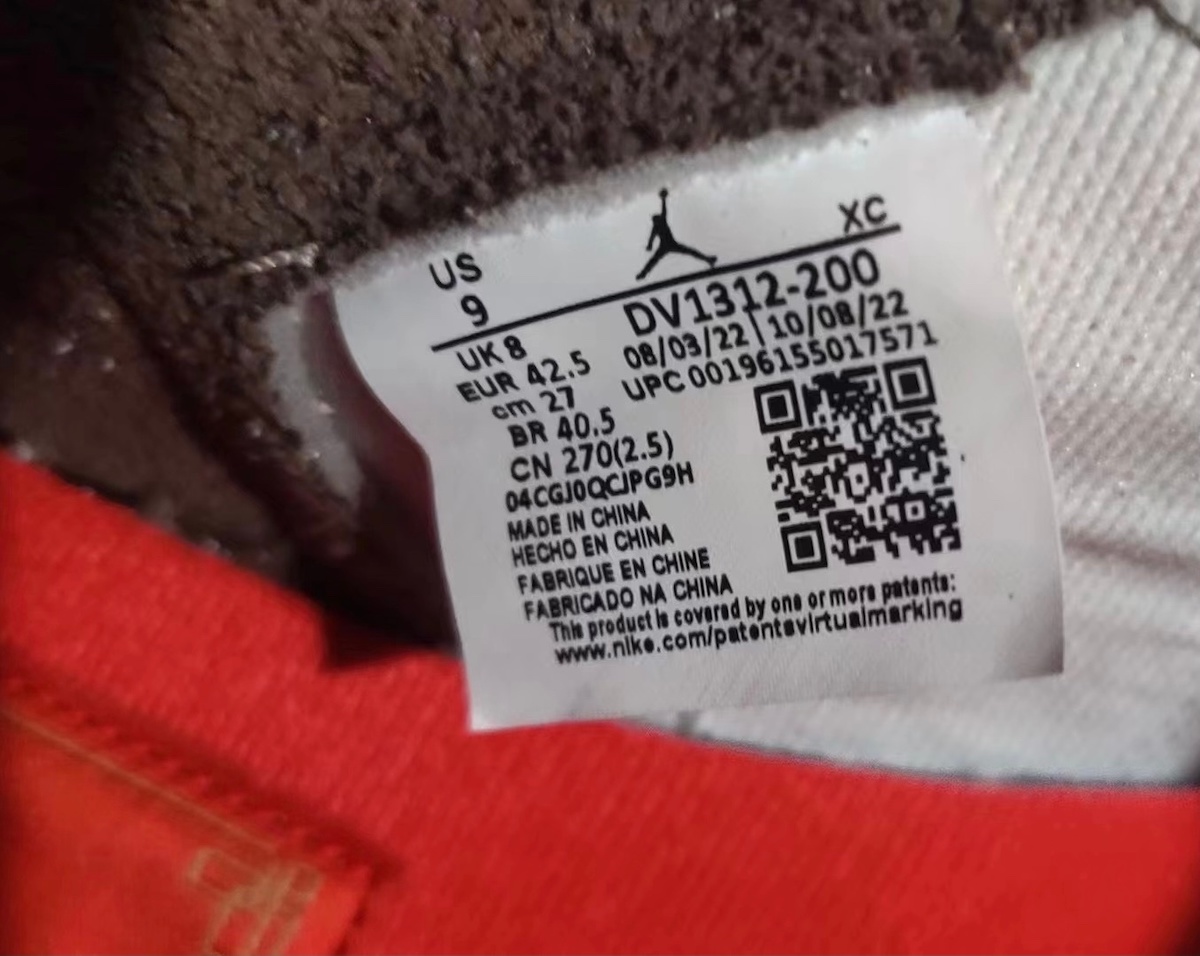 US
9
XC
DV1312-200
08/03/22 | 10/08/22
UPC 00196155017571
UK 8
EUR 42.5
cm 27
BR 40.5
CN 270(2.5)
04CGJ0QCJPG9H
MADE IN CHINA
HECHO EN CHINA
FABRIQUE EN CHINE
FABRICADO NA CHINA
This product is covered by one or more patents:
www.nike.com/patentsvirtualmarking